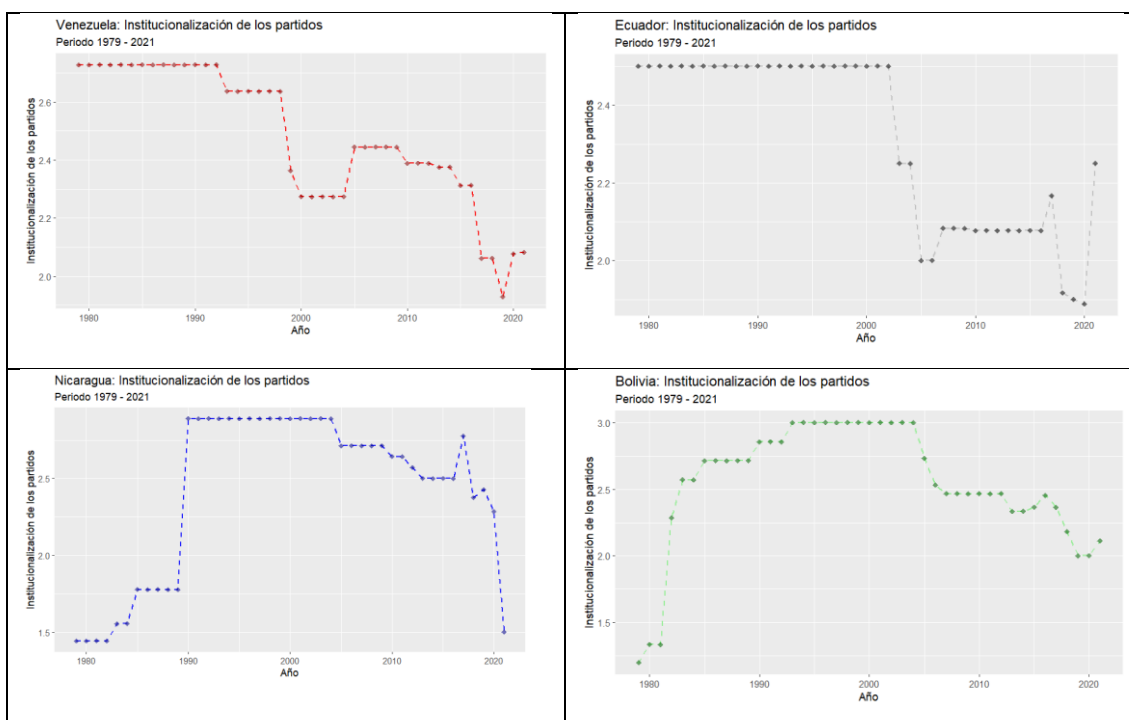 Venezuela: Institucionalización de los partidos
Periodo 1979 - 2021
Institucionalización de los partidos
2.6
2.4
2.2
2.0
1980
1990
2000
2010
2020
Año
Ecuador: Institucionalización de los partidos
Periodo 1979 - 2021
Institucionalización de los partidos
2.4
2.2
2.0
1980
1990
2000
2010
2020
Año
Nicaragua: Institucionalización de los partidos
Periodo 1979 - 2021
Institucionalización de los partidos
2.5
2.0
1.5
1980
1990
2000
2010
2020
Año
Bolivia: Institucionalización de los partidos
Periodo 1979 - 2021
Institucionalización de los partidos
3.0
2.5
2.0
1.5
1980
1990
2000
2010
2020
Año